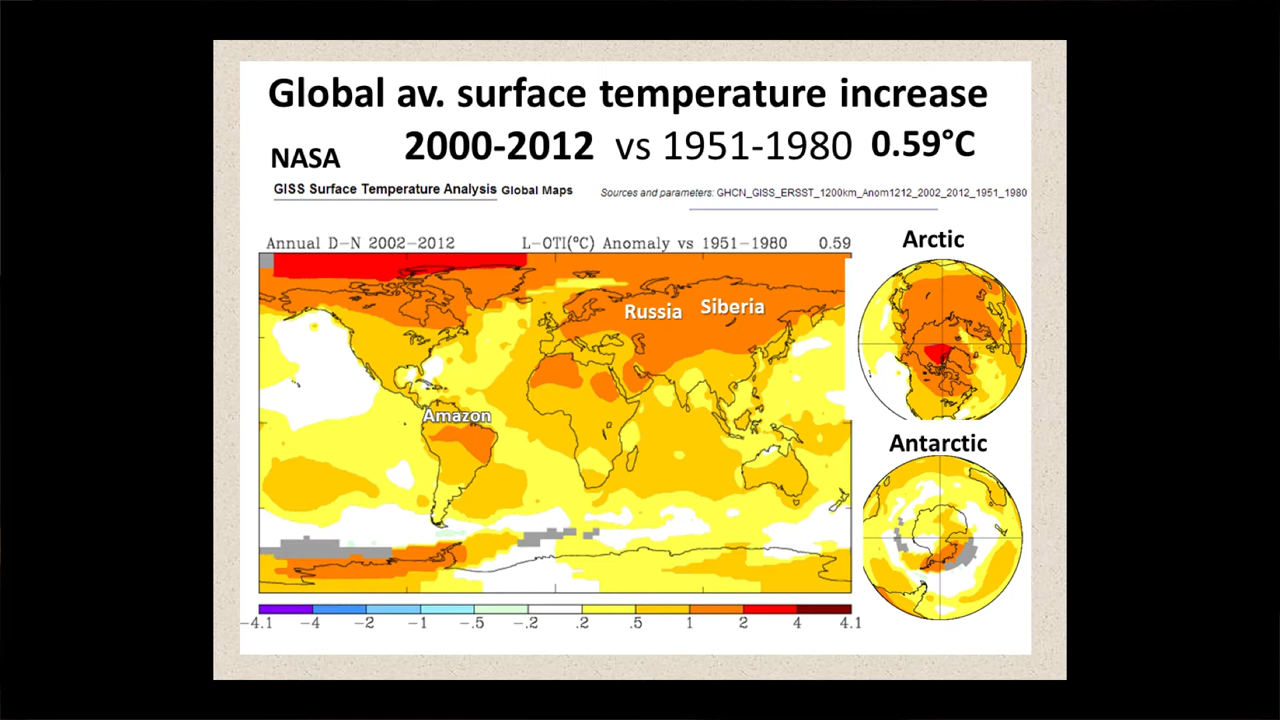 Global av. surface temperature increase
2000-2012 vs 1951-1980 0.59°C
NASA
GISS Surface Temperature Analysis Global Maps
Sources and parameters: GHCN_GISS_ERSST_1200km_Anom1212_2002_2012_1951_1980
Annual D-N 2002-2012
L-OTI(°C) Anomaly vs 1951-1980
0.59
Arctic
Russia
Siberia
Amazon
Antarctic
-4.1 -4 -2 -1 -.5 -.2 .2 .5 1 2 4 4.1